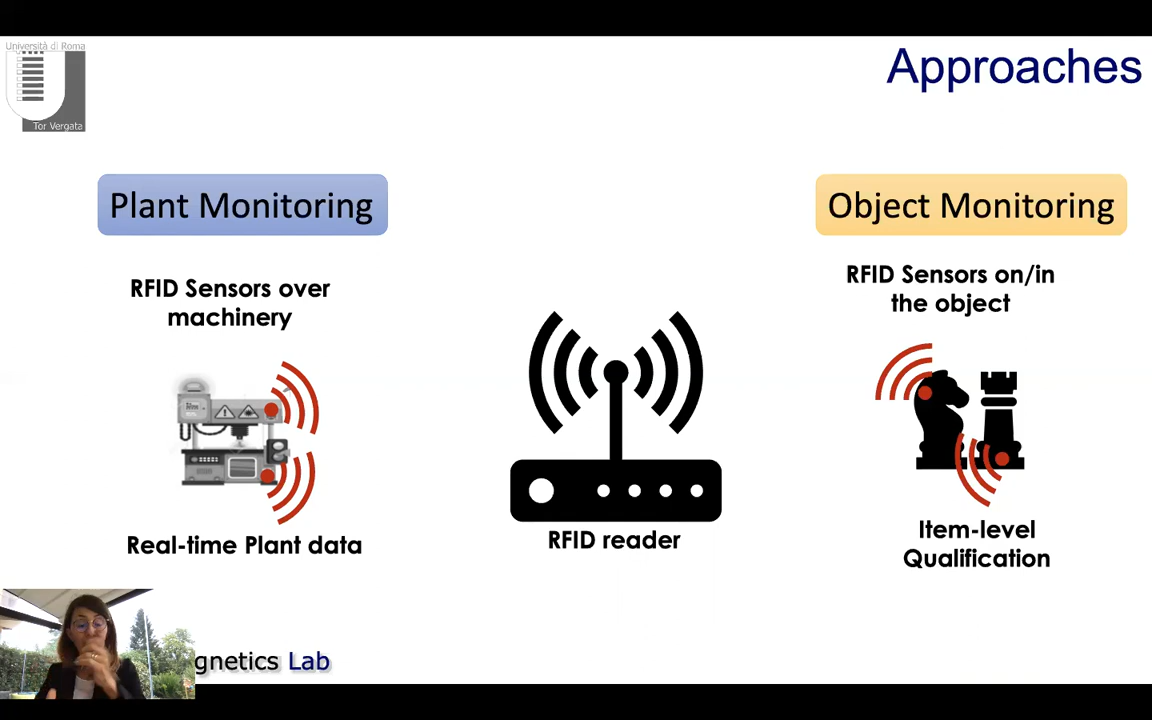 Università di Roma
Tor Vergata
Approaches
Plant Monitoring
Object Monitoring
RFID Sensors over
machinery
RFID Sensors on/in
the object
Real-time Plant data
RFID reader
Item-level
Qualification
gnetics Lab